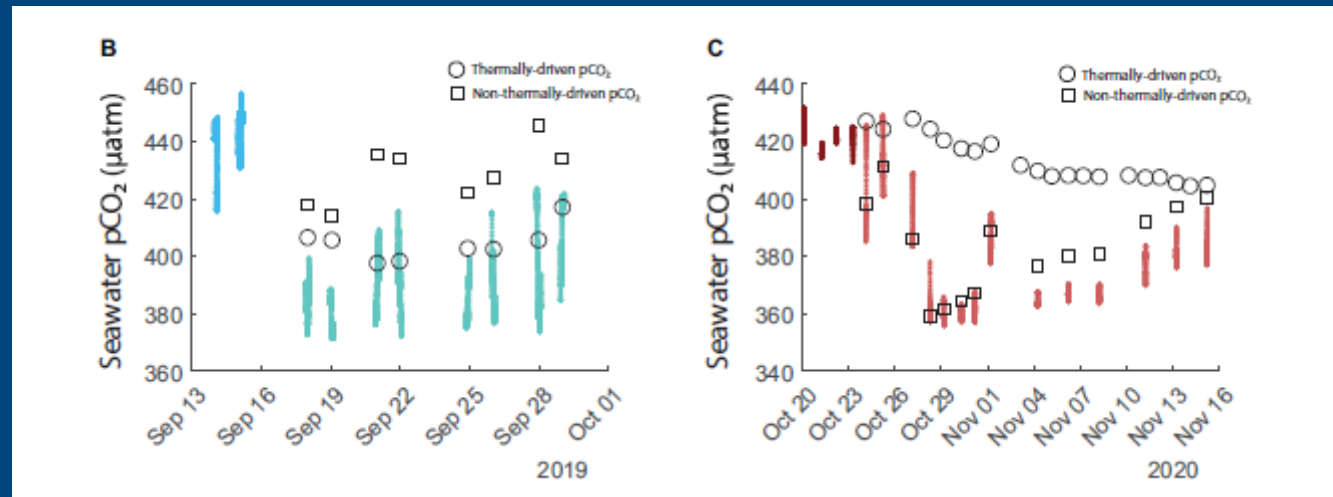 B
Seawater pCO₂ (µatm)
460
440
420
400
380
360
Thermally-driven pCO₂
Non-thermally-driven pCO₂
Sep 13
Sep 16
Sep 19
Sep 22
Sep 25
Sep 28
Oct 01
2019
C
Seawater pCO₂ (µatm)
440
420
400
380
360
340
Thermally-driven pCO₂
Non-thermally-driven pCO₂
Oct 20
Oct 23
Oct 26
Oct 29
Nov 01
Nov 04
Nov 07
Nov 10
Nov 13
Nov 16
2020